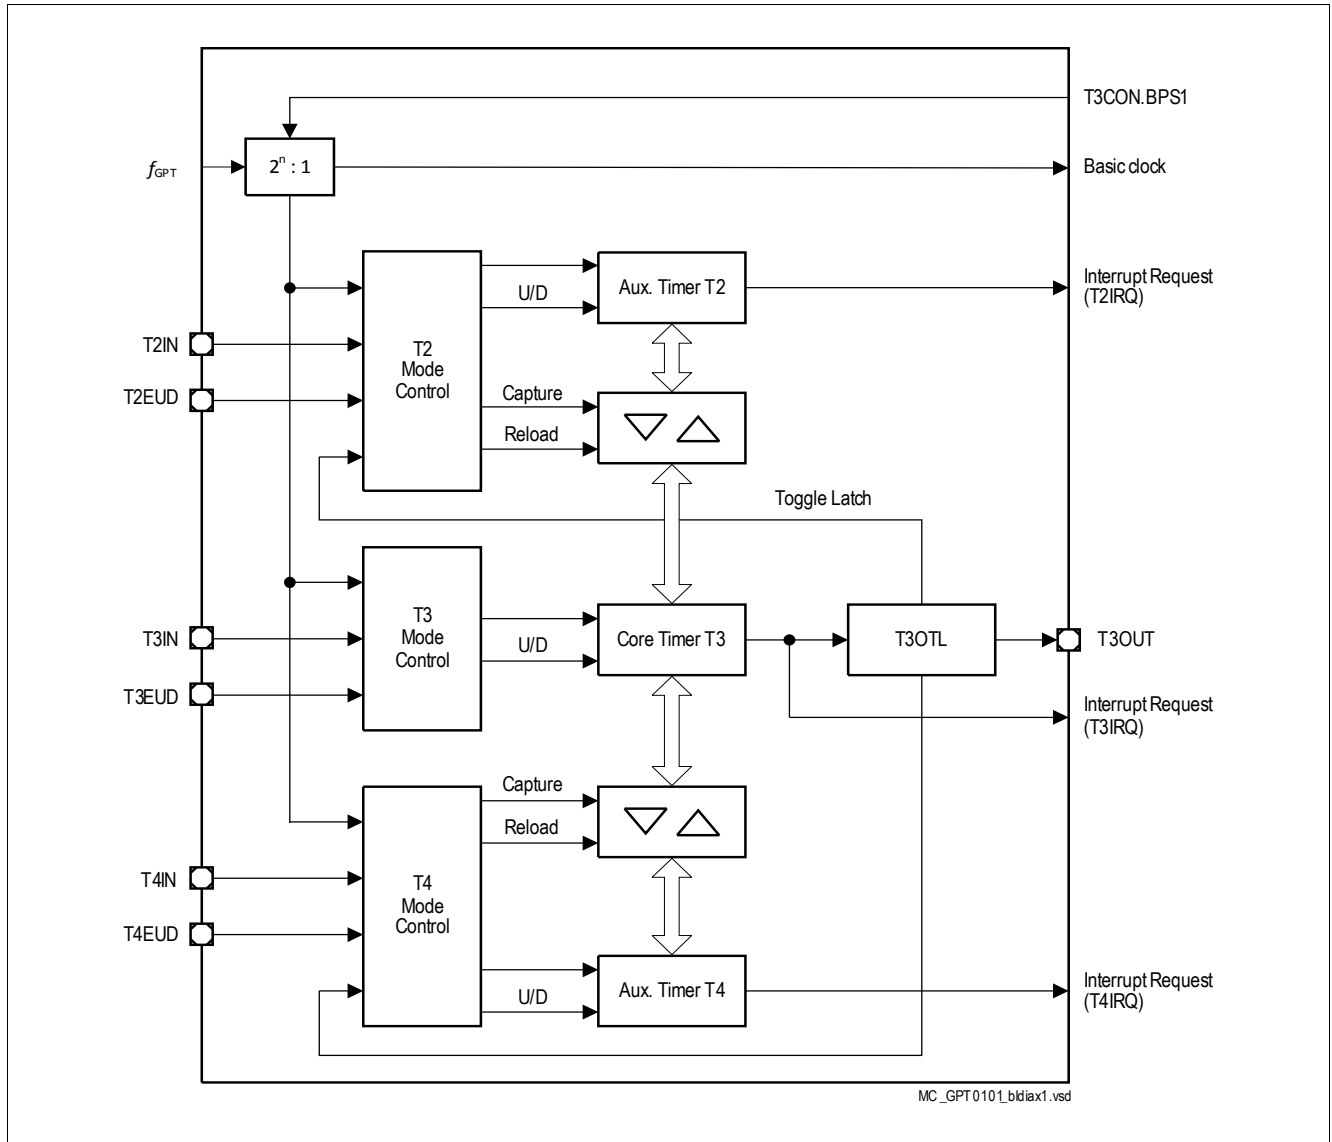 T3CON.BPS1
fGPT
2ⁿ : 1
Basic clock
Aux. Timer T2
Interrupt Request
(T2IRQ)
U/D
T2IN
T2
Mode
Control
T2EUD
Capture
Reload
Toggle Latch
T3
Mode
Control
T3IN
U/D
Core Timer T3
T3OTL
T3OUT
T3EUD
Interrupt Request
(T3IRQ)
Capture
Reload
T4IN
T4
Mode
Control
T4EUD
U/D
Aux. Timer T4
Interrupt Request
(T4IRQ)
MC_GPT0101_bldiax1.vsd